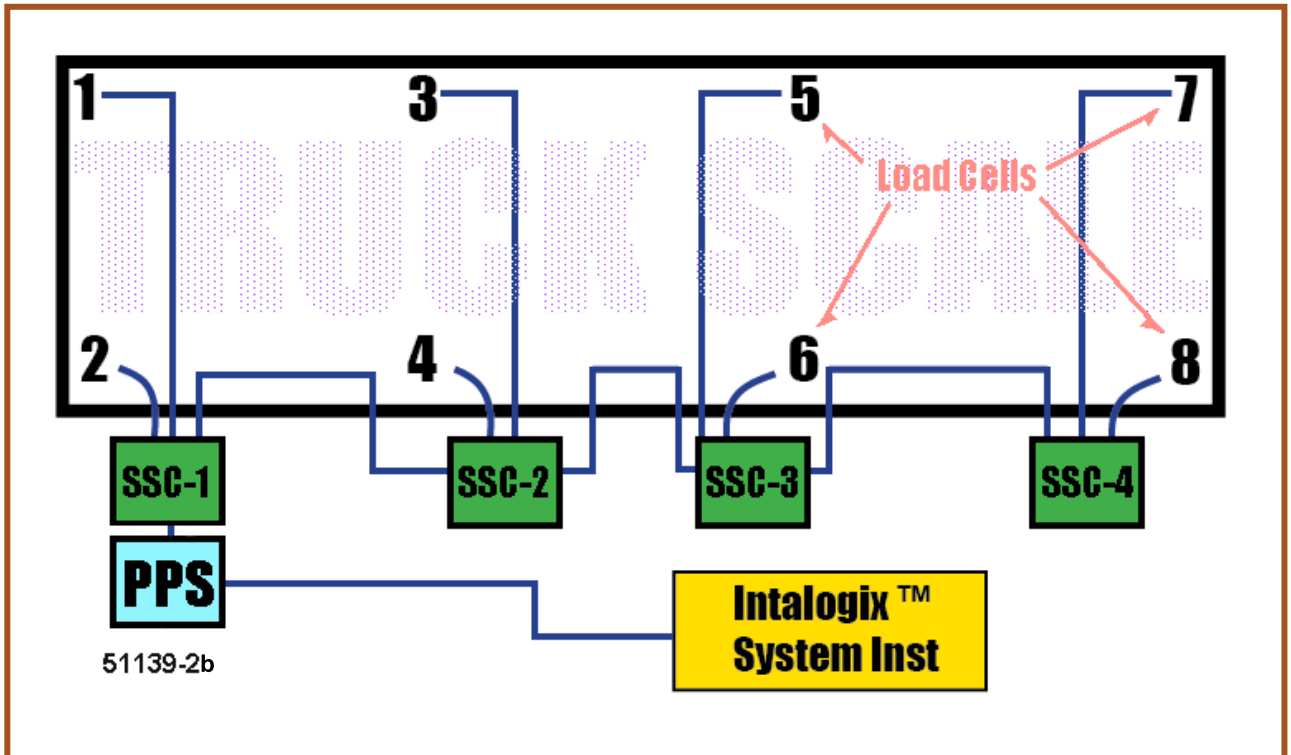 1 3 5 7
TRUCK SCALE
Load Cells
2 4 6 8
SSC-1 SSC-2 SSC-3 SSC-4
PPS
Intalogix ™
System Inst
51139-2b